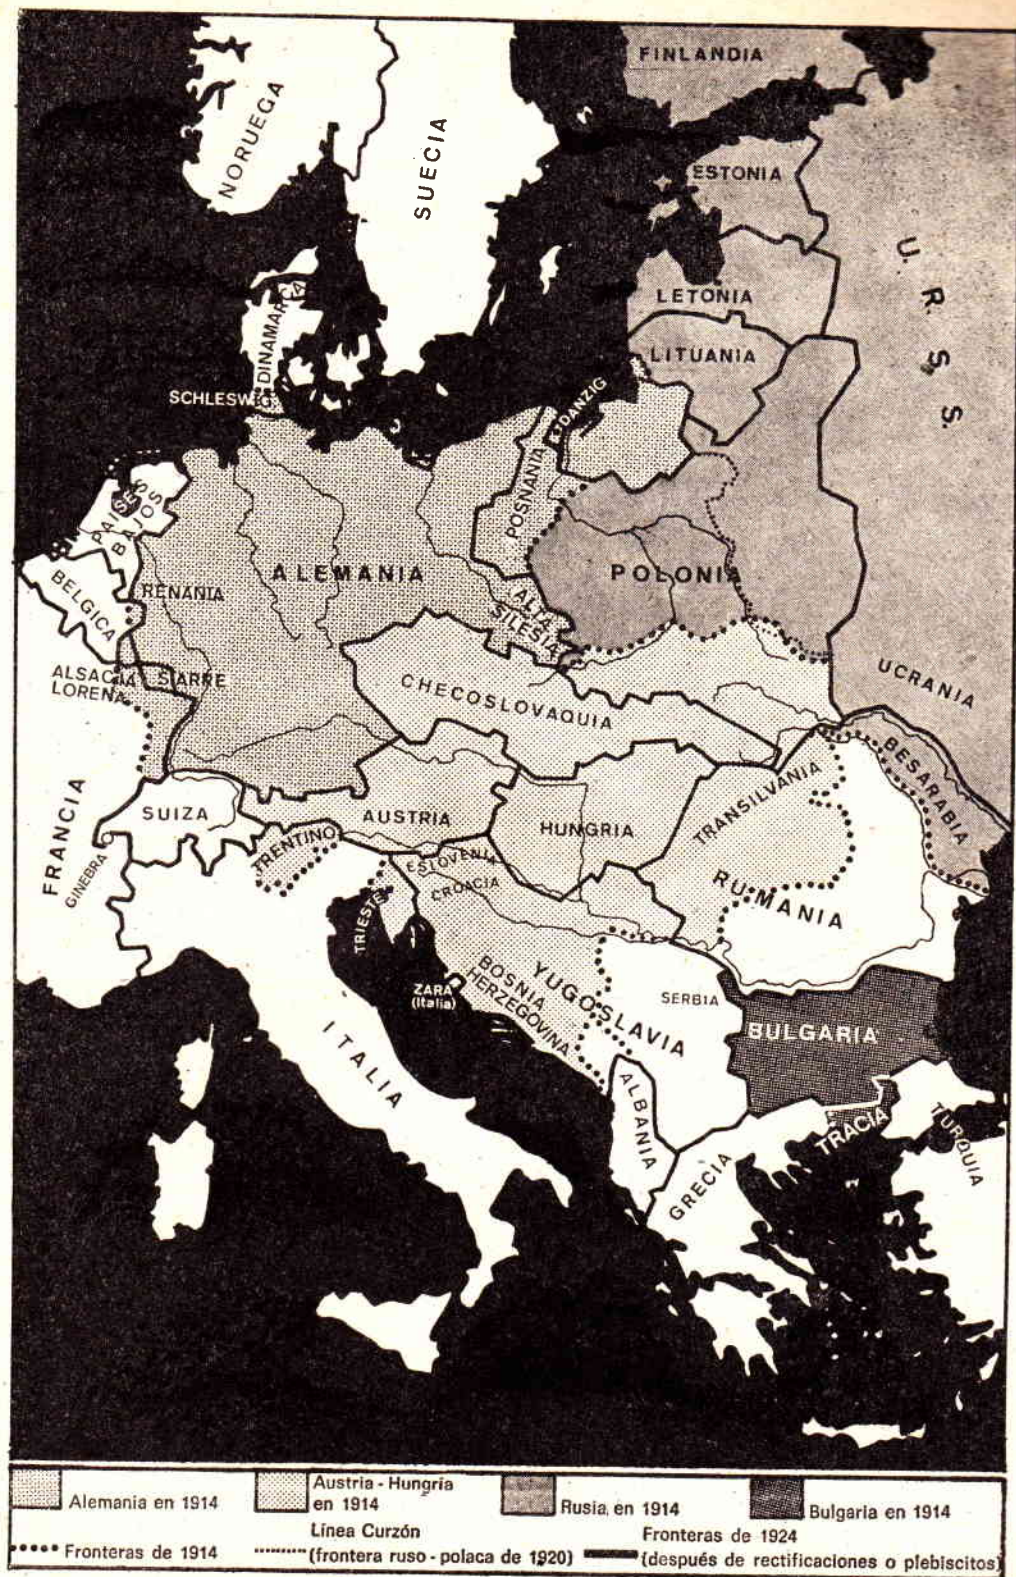 FINLANDIA
NORUEGA
SUECIA
ESTONIA
U. R. S. S.
LETONIA
DINAMARCA
LITUANIA
SCHLESWIG
DANZIG
POSNANIA
PAISES
BAJOS
ALEMANIA
POLONIA
BELGICA
RENANIA
ALTA
SILESIA
ALSACIA
LORENA
SARRE
CHECOSLOVAQUIA
UCRANIA
BESARABIA
FRANCIA
SUIZA
AUSTRIA
HUNGRIA
TRANSILVANIA
GINEBRA
TRENTINO
ESLOVENIA
CROACIA
RUMANIA
TRIESTE
ZARA
(Italia)
BOSNIA
HERZEGOVINA
YUGOSLAVIA
SERBIA
BULGARIA
ITALIA
ALBANIA
GRECIA
TRACIA
TURQUIA
Alemania en 1914
Austria - Hungría
en 1914
Rusia, en 1914
Bulgaria en 1914
Fronteras de 1914
Línea Curzón
(frontera ruso - polaca de 1920)
Fronteras de 1924
(después de rectificaciones o plebiscitos)